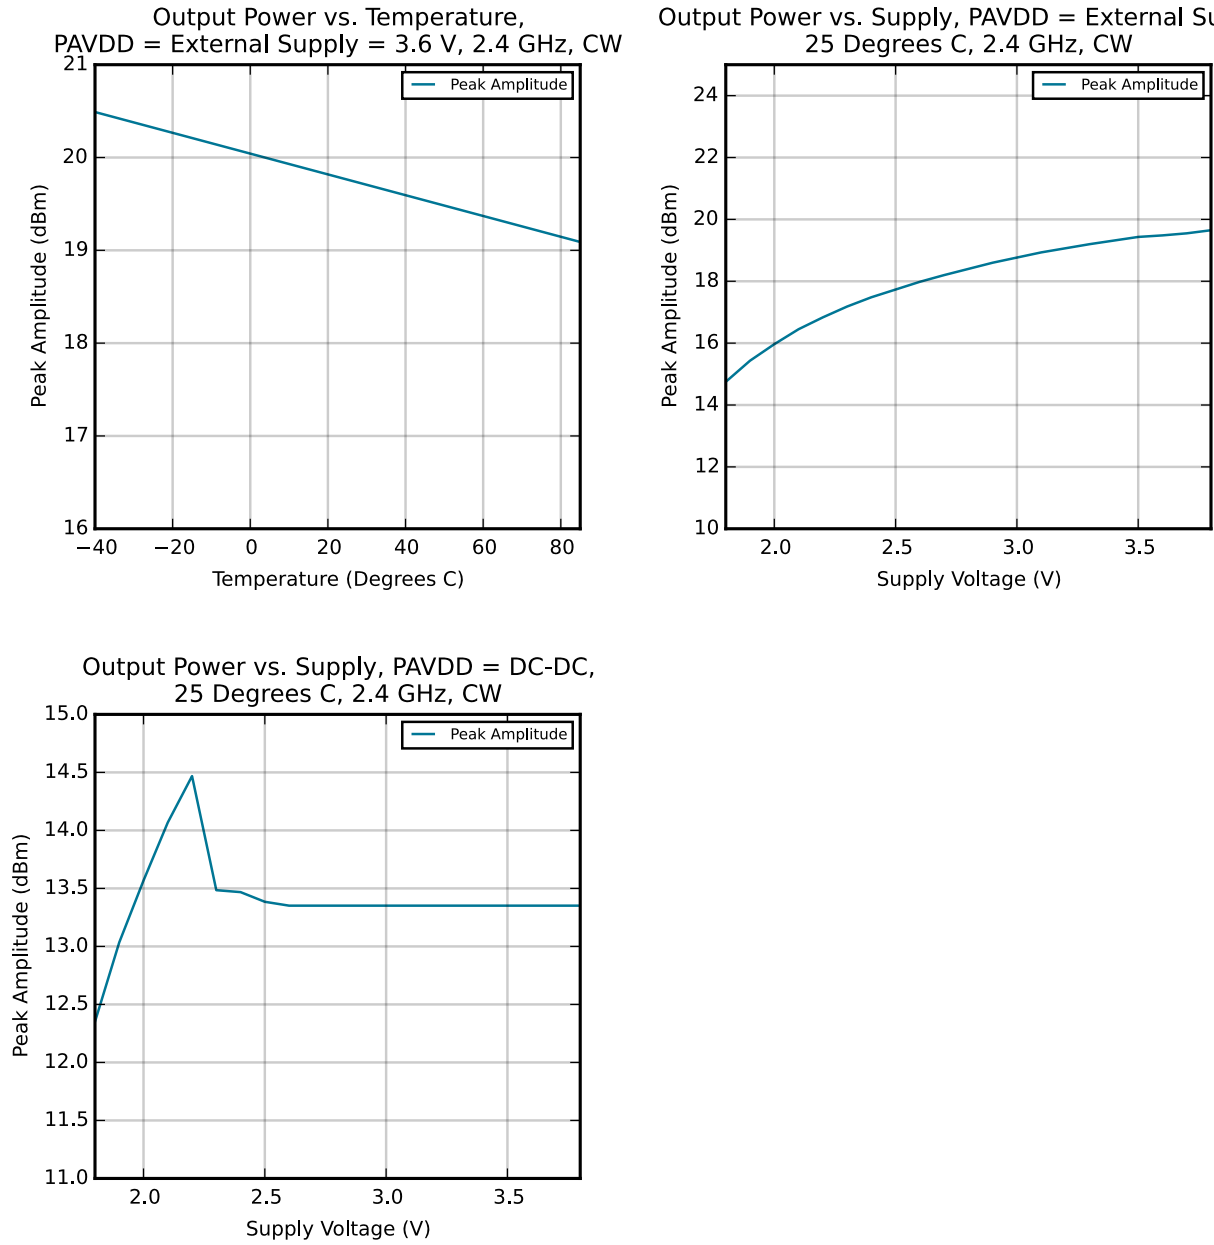 Output Power vs. Temperature,
PAVDD = External Supply = 3.6 V, 2.4 GHz, CW
Peak Amplitude
21
20
19
18
17
16
Peak Amplitude (dBm)
−40
−20
0
20
40
60
80
Temperature (Degrees C)
Output Power vs. Supply, PAVDD = External Su
25 Degrees C, 2.4 GHz, CW
Peak Amplitude
24
22
20
18
16
14
12
10
Peak Amplitude (dBm)
2.0
2.5
3.0
3.5
Supply Voltage (V)
Output Power vs. Supply, PAVDD = DC-DC,
25 Degrees C, 2.4 GHz, CW
Peak Amplitude
15.0
14.5
14.0
13.5
13.0
12.5
12.0
11.5
11.0
Peak Amplitude (dBm)
2.0
2.5
3.0
3.5
Supply Voltage (V)